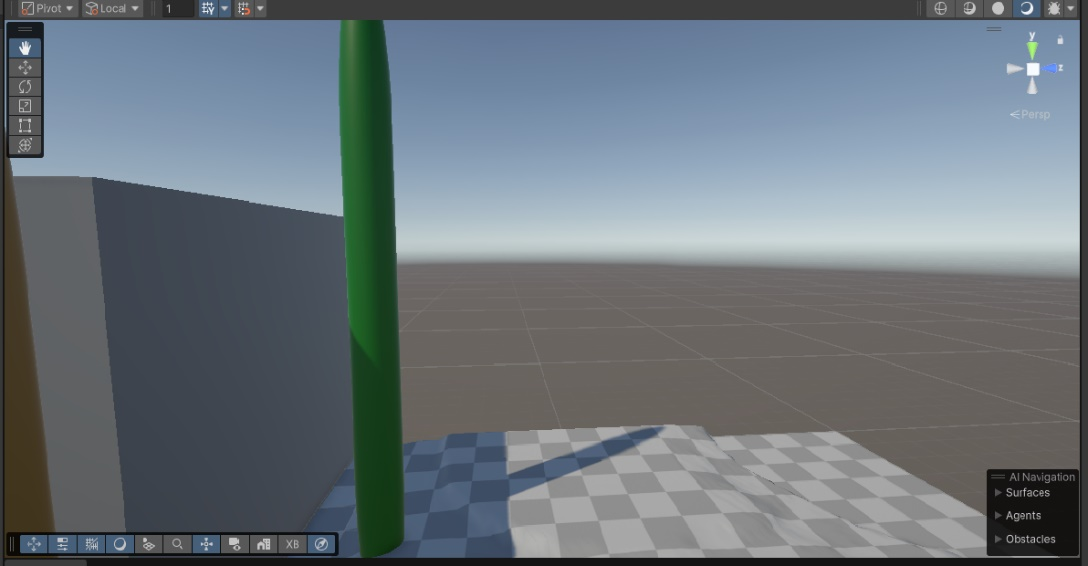 Pivot Local 1
y
z
Persp
AI Navigation
Surfaces
Agents
Obstacles
XB